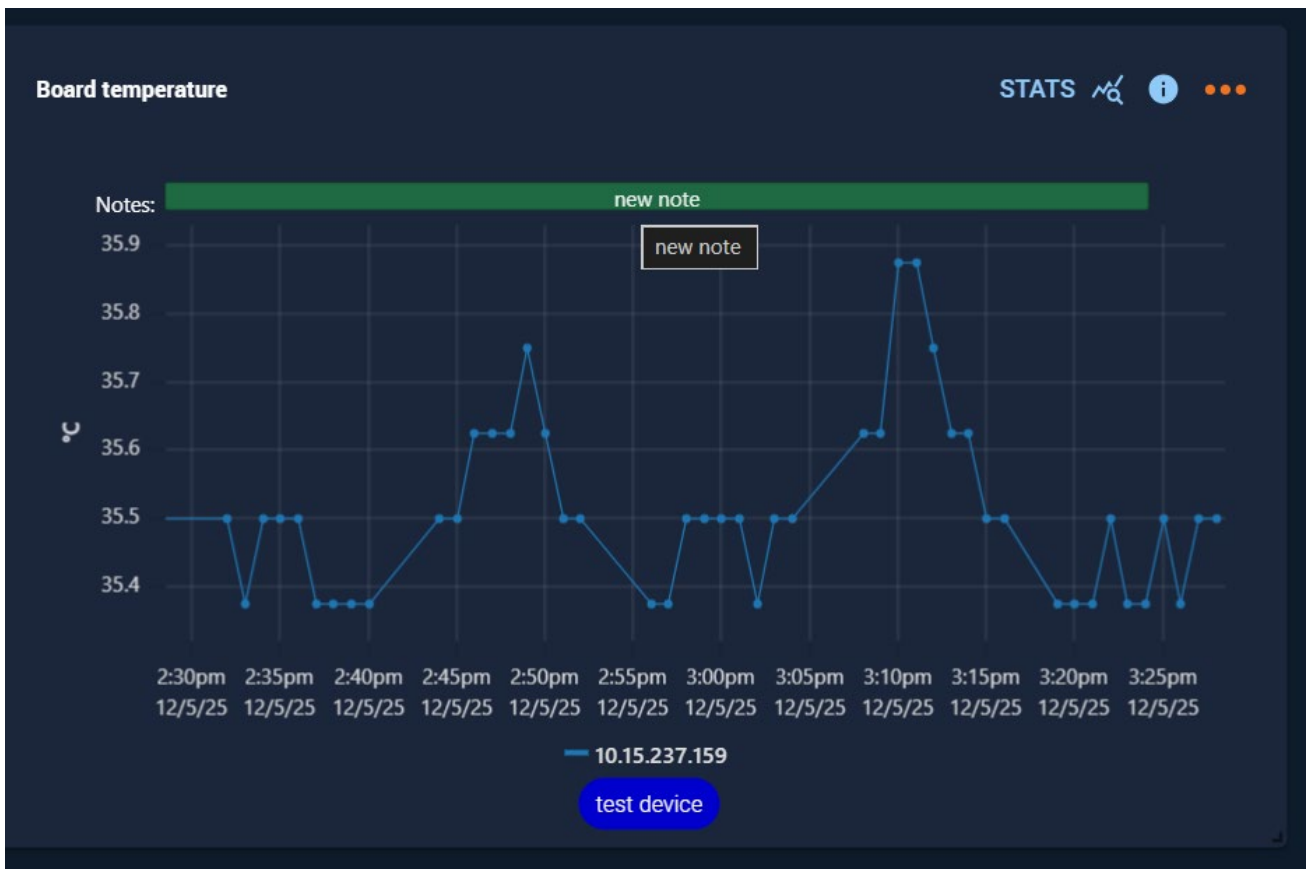 Board temperature
STATS
Notes:
new note
new note
35.9
35.8
35.7
35.6
35.5
35.4
°C
2:30pm 2:35pm 2:40pm 2:45pm 2:50pm 2:55pm 3:00pm 3:05pm 3:10pm 3:15pm 3:20pm 3:25pm
12/5/25 12/5/25 12/5/25 12/5/25 12/5/25 12/5/25 12/5/25 12/5/25 12/5/25 12/5/25 12/5/25 12/5/25
10.15.237.159
test device